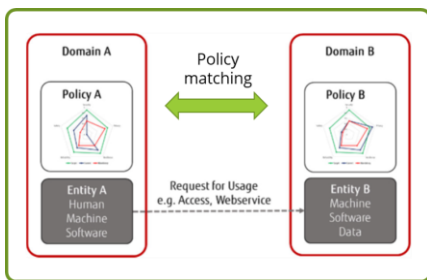 Domain A
Policy
matching
Domain B
Policy A
Policy B
Entity A
Human
Machine
Software
Request for Usage
e.g. Access, Webservice
Entity B
Machine
Software
Data